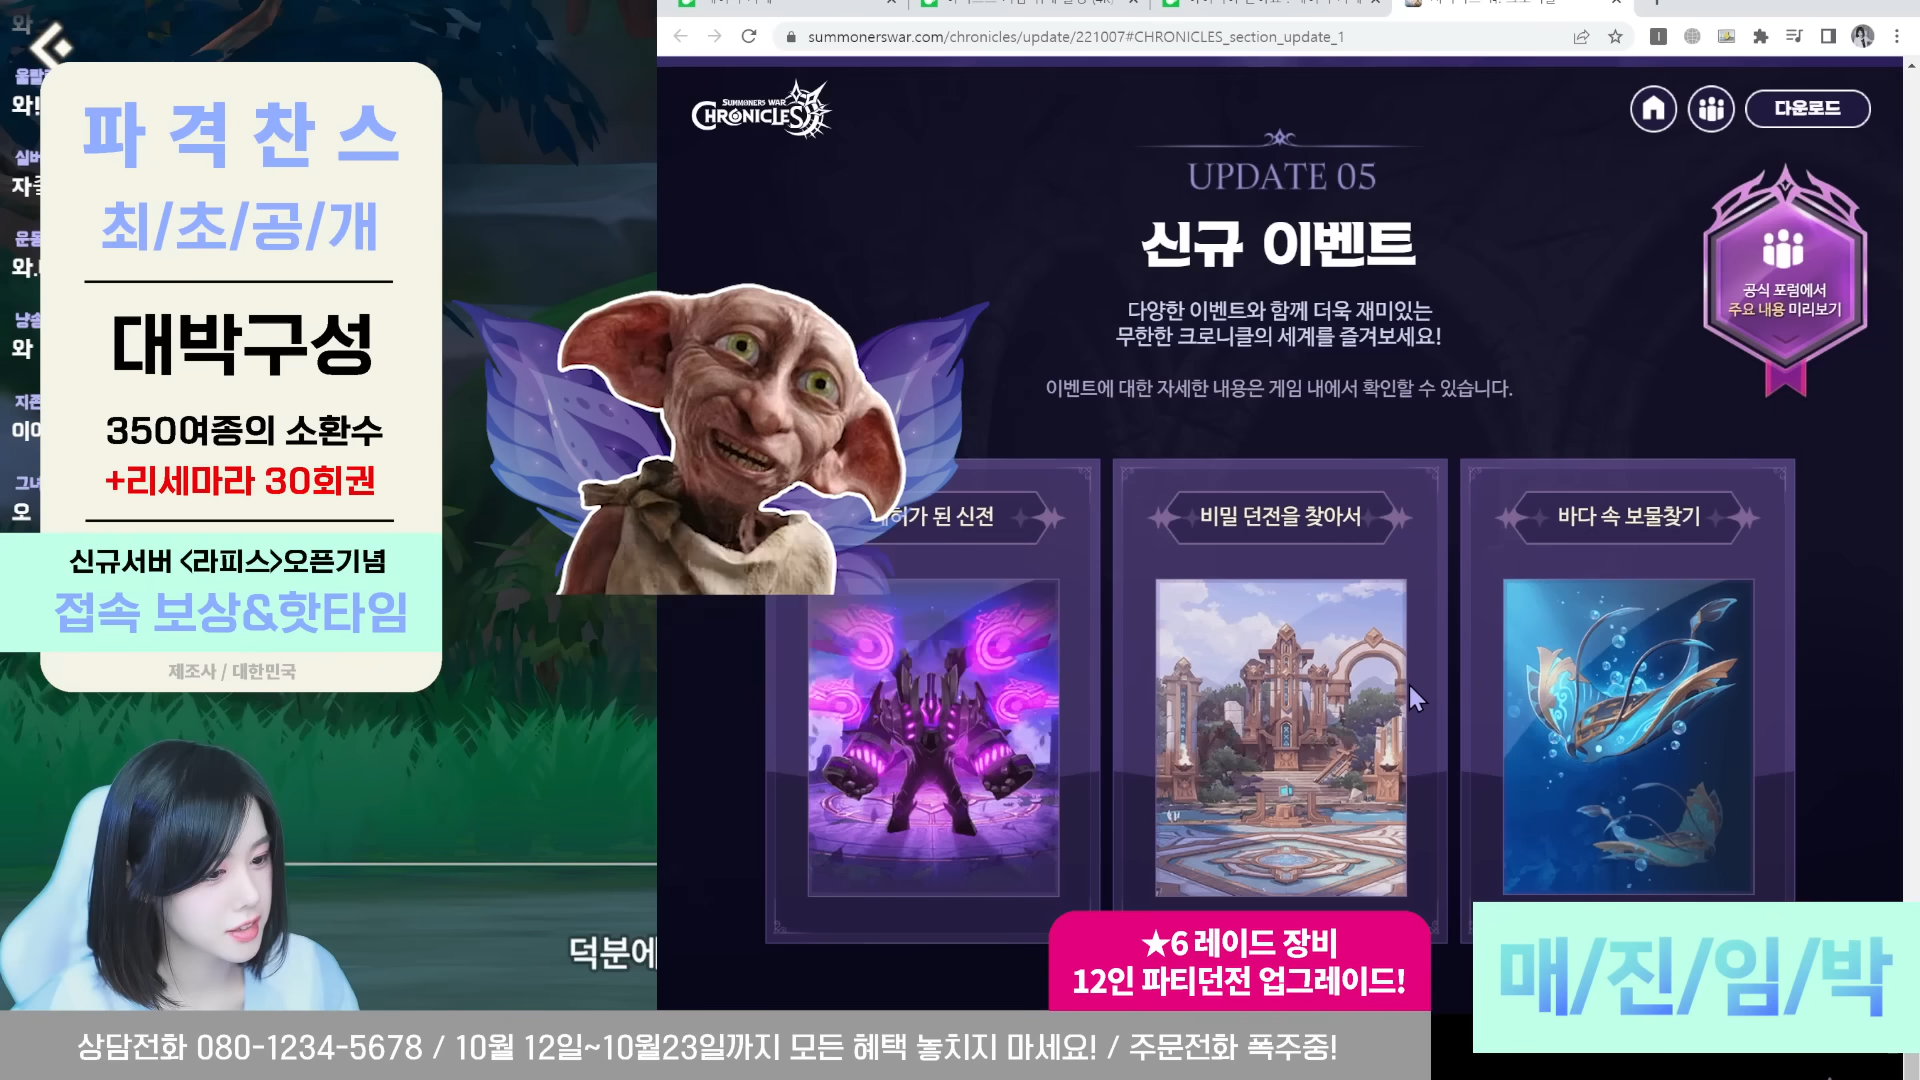 와
와!
와
오
파격찬스
최/초/공/개
대박구성
350여종의 소환수
+리세마라 30회권
신규서버 <라피스>오픈기념
접속 보상&핫타임
제조사 / 대한민국
덕분에
summonerswar.com/chronicles/update/221007#CHRONICLES_section_update_1
SUMMONERS WAR
CHRONICLES
다운로드
UPDATE 05
신규 이벤트
다양한 이벤트와 함께 더욱 재미있는
무한한 크로니클의 세계를 즐겨보세요!
이벤트에 대한 자세한 내용은 게임 내에서 확인할 수 있습니다.
공식 포럼에서
주요 내용 미리보기
허가 된 신전
비밀 던전을 찾아서
바다 속 보물찾기
★6 레이드 장비
12인 파티던전 업그레이드!
매/진/임/박
상담전화 080-1234-5678 / 10월 12일~10월23일까지 모든 혜택 놓치지 마세요! / 주문전화 폭주중!